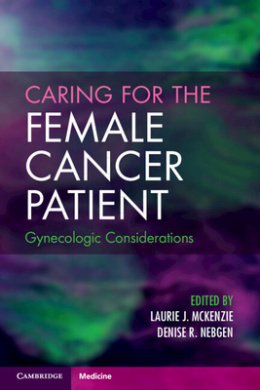 CARING FOR THE
FEMALE
CANCER
PATIENT
Gynecologic Considerations
EDITED BY
LAURIE J. MCKENZIE
DENISE R. NEBGEN
CAMBRIDGE
Medicine